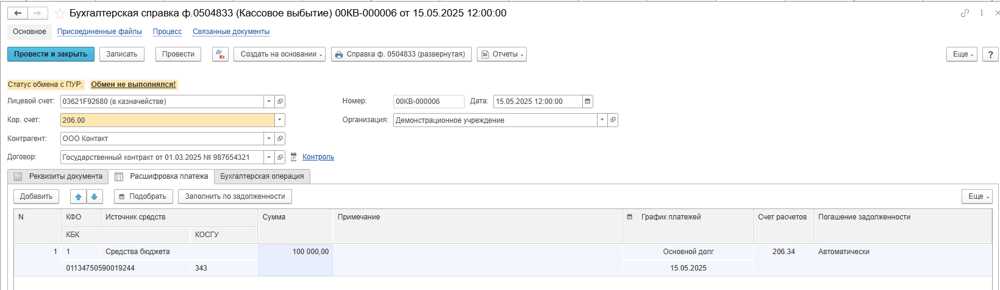 Бухгалтерская справка ф.0504833 (Кассовое выбытие) 00КВ-000006 от 15.05.2025 12:00:00
Основное Присоединенные файлы Процесс Связанные документы
Провести и закрыть Записать Провести Дт Кт Создать на основании Справка ф. 0504833 (развернутая) Отчеты Еще ?
Статус обмена с ПУР: Обмен не выполнялся!
Лицевой счет: 03621F92680 (в казначействе) Номер: 00КВ-000006 Дата: 15.05.2025 12:00:00
Кор. счет: 206.00 Организация: Демонстрационное учреждение
Контрагент: ООО Контакт
Договор: Государственный контракт от 01.03.2025 № 987654321 Контроль
Реквизиты документа Расшифровка платежа Бухгалтерская операция
Добавить Подобрать Заполнить по задолженности Еще
N КФО Источник средств Сумма Примечание График платежей Счет расчетов Погашение задолженности
КБК КОСГУ
1 1 Средства бюджета 100 000,00 Основной долг 206.34 Автоматически
01134750590019244 343 15.05.2025